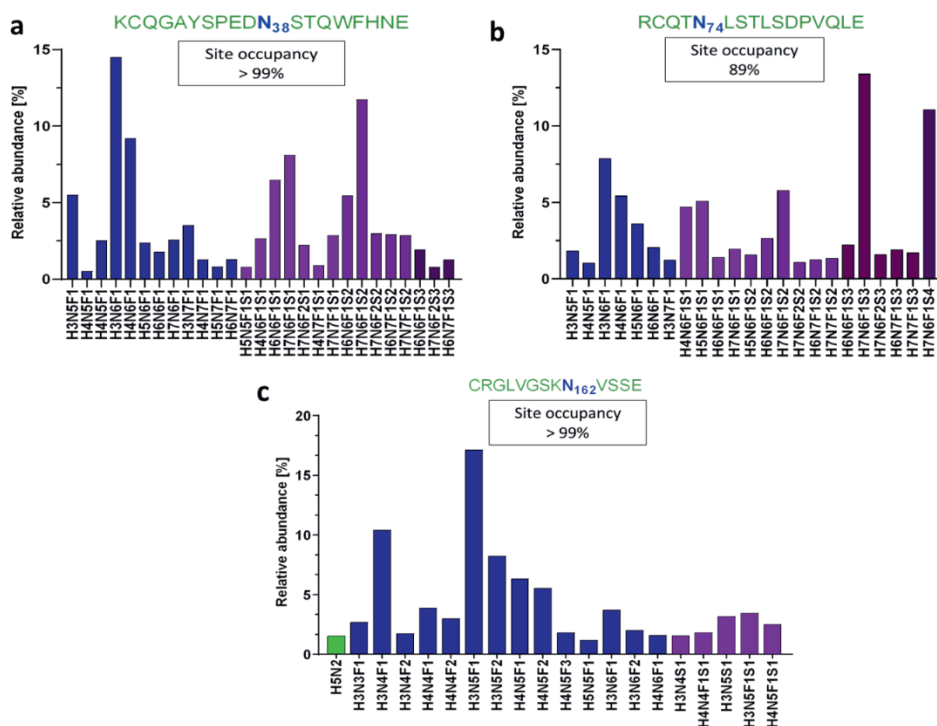 a
KCQGAYSPEDN38STQWFHNE
Site occupancy
> 99%
Relative abundance [%]
15
10
5
0
H3N5F1
H4N5F1
H4N5F1
H3N6F1
H4N6F1
H5N6F1
H6N6F1
H7N6F1
H3N7F1
H4N7F1
H5N7F1
H6N7F1
H5NF1S1
H4N6F1S1
H6N6F1S1
H7N6F1S1
H7N6F2S2
H4N7F1S1
H7N7F1S1
H6N6F1S2
H7N6F1S2
H7N6F2S2
H6N7F1S2
H7N7F1S2
H6N6F1S3
H7N6F2S3
H6N7F1S3
b
RCQTN74LSTLSDPVQLE
Site occupancy
89%
Relative abundance [%]
15
10
5
0
H3N5F1
H4N5F1
H3N6F1
H4N6F1
H5N6F1
H6N6F1
H3N7F1
H4N6F1S1
H5N6F1S1
H6N6F1S1
H7N6F1S1
H5N6F1S2
H6N6F1S2
H7N6F1S2
H7N6F2S2
H6N7F1S2
H7N7F1S2
H6N6F1S3
H7N6F1S3
H7N6F2S3
H6N7F1S3
H7N7F1S3
H7N6F1S4
c
CRGLVGSKN162VSSE
Site occupancy
> 99%
Relative abundance [%]
20
15
10
5
0
H5N2
H3N3F1
H3N4F1
H3N4F2
H4N4F1
H4N4F2
H3N5F1
H3N5F2
H4N5F1
H4N5F2
H4N5F3
H5N5F1
H3N6F1
H3N6F2
H4N6F1
H3N4S1
H4N4F1S1
H3N5S1
H3N5F1S1
H4N5F1S1